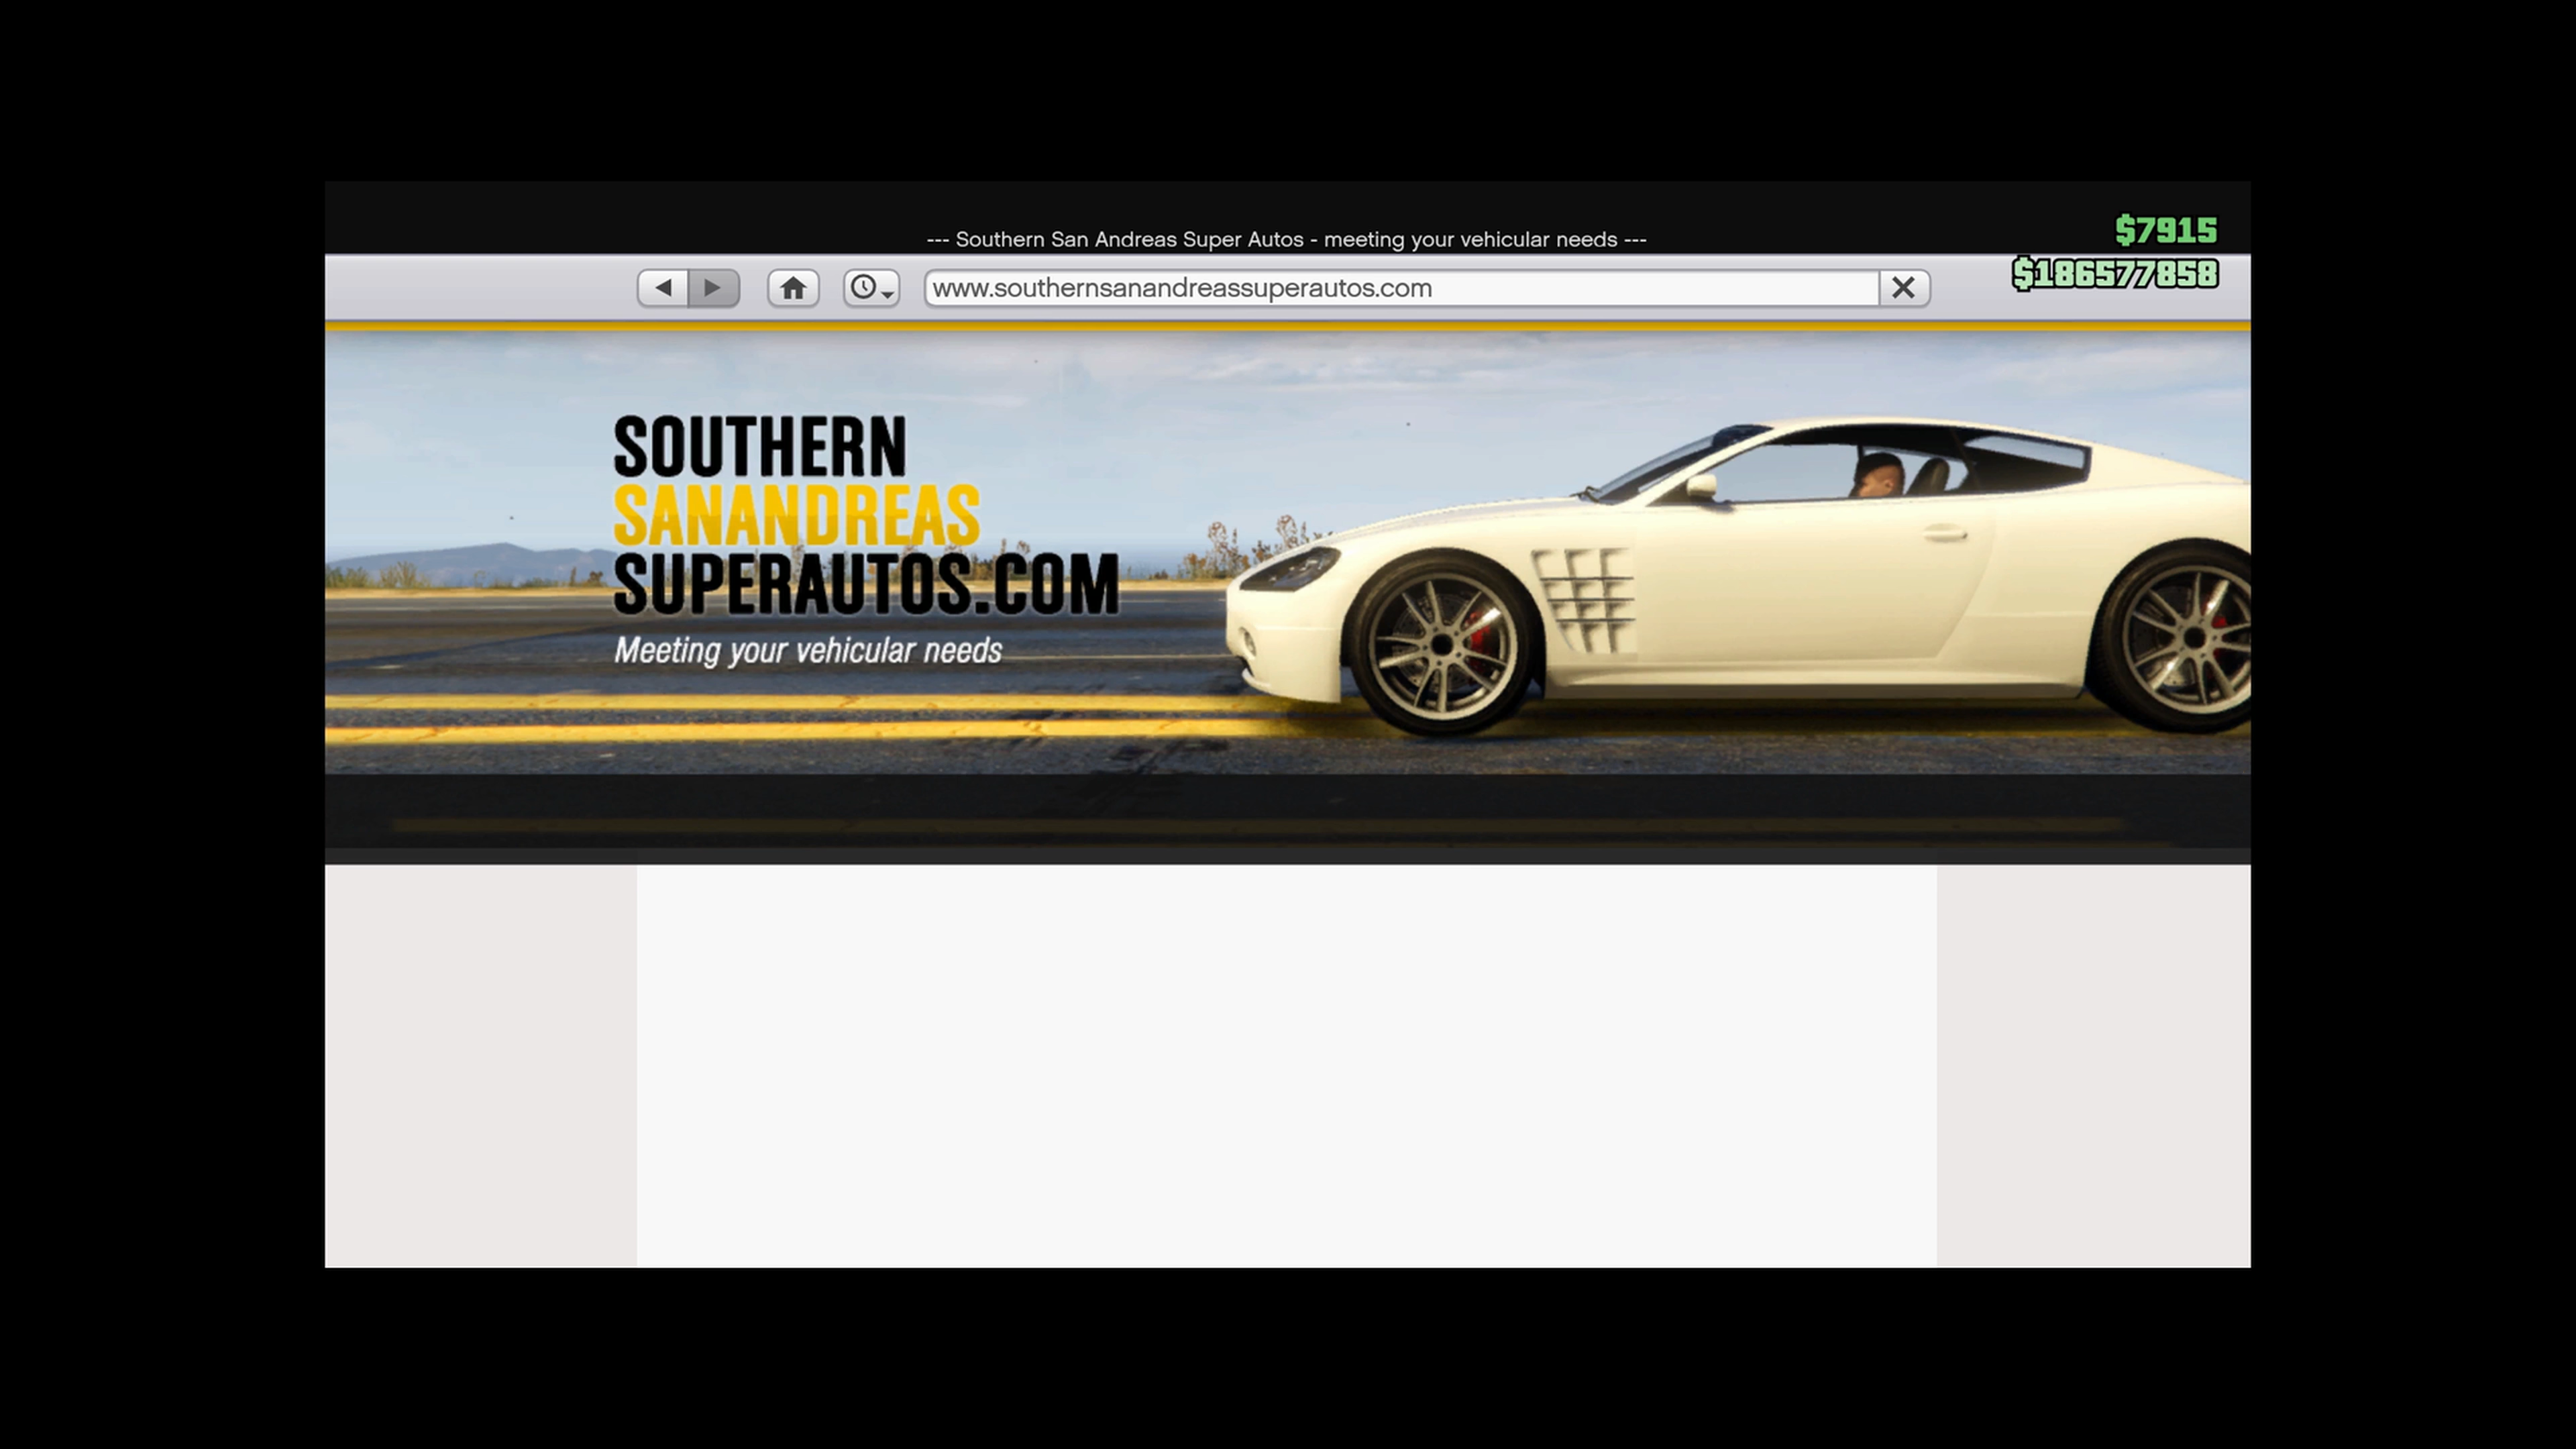 --- Southern San Andreas Super Autos - meeting your vehicular needs ---
$7915
$186577858
www.southernsanandreassuperautos.com
SOUTHERN
SANANDREAS
SUPERAUTOS.COM
Meeting your vehicular needs